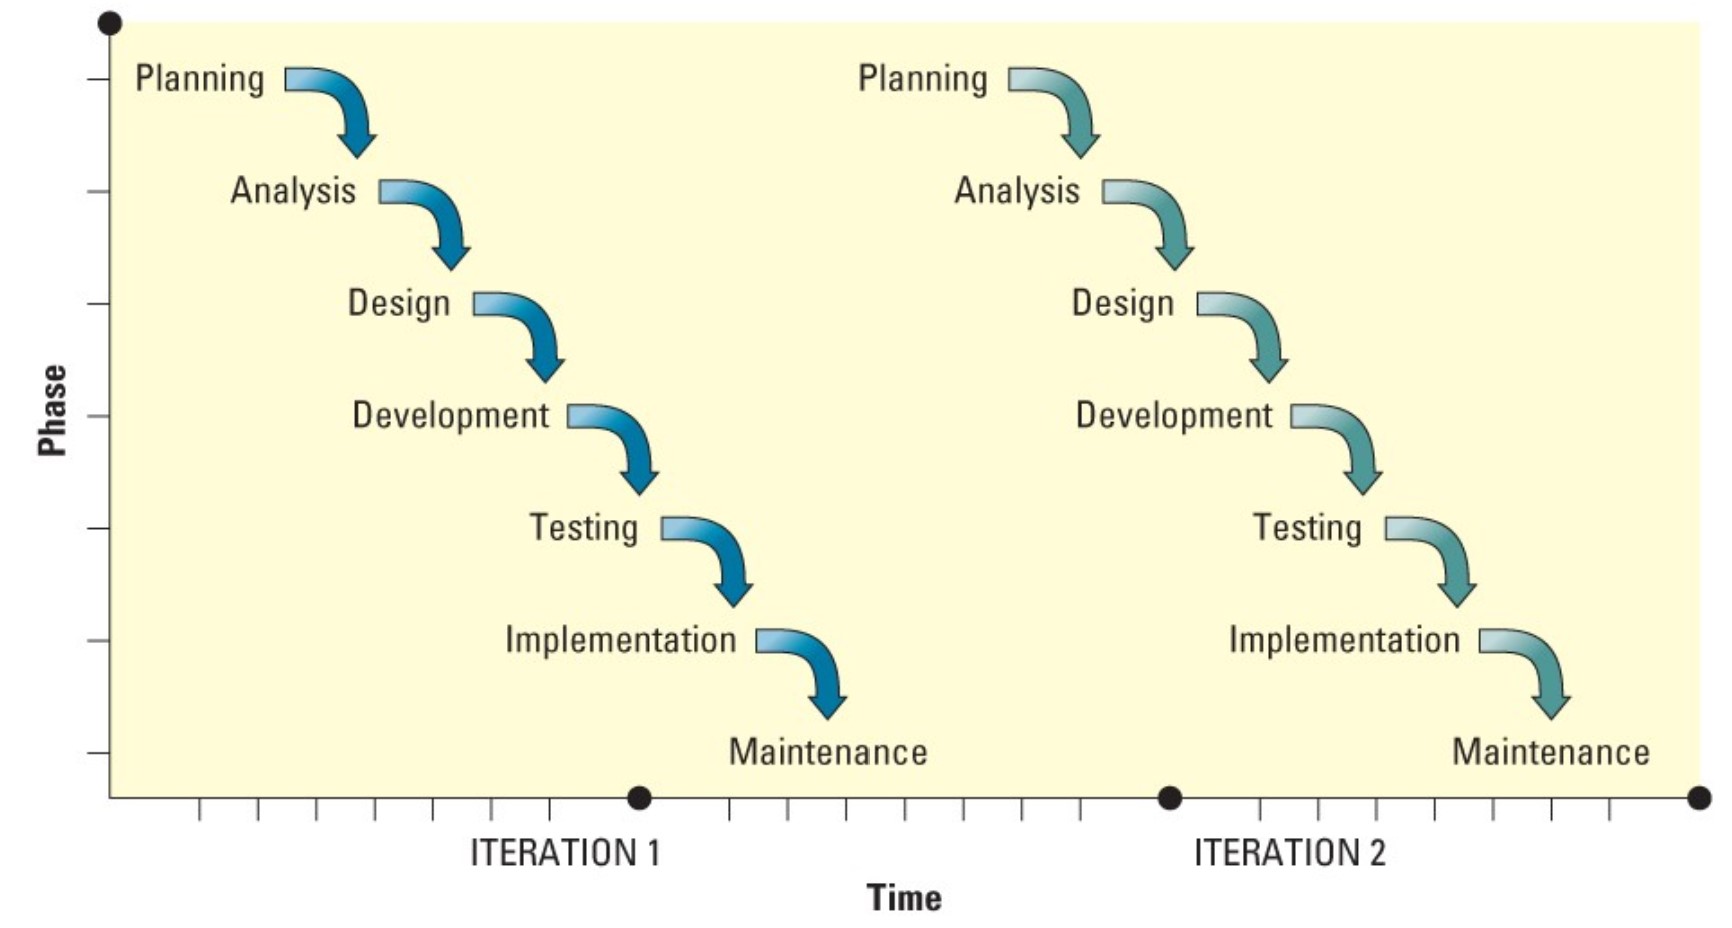 Planning
Planning
Analysis
Analysis
Design
Design
Development
Development
Testing
Testing
Implementation
Implementation
Maintenance
Maintenance
Phase
ITERATION 1
ITERATION 2
Time